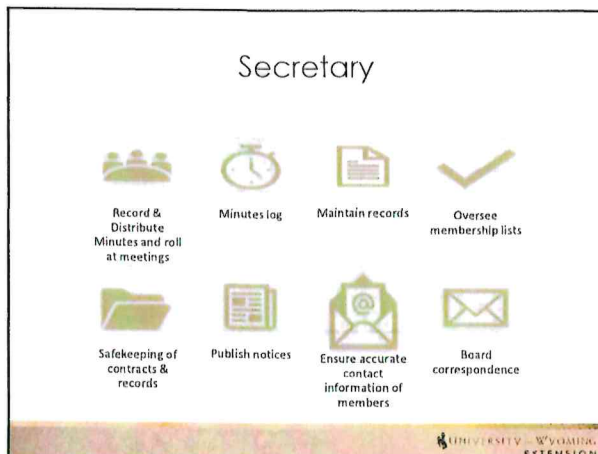 Secretary
Record &
Distribute
Minutes and roll
at meetings
Minutes log
Maintain records
Oversee
membership lists
Safekeeping of
contracts &
records
Publish notices
Ensure accurate
contact
information of
members
Board
correspondence
UNIVERSITY OF WYOMING
EXTENSION